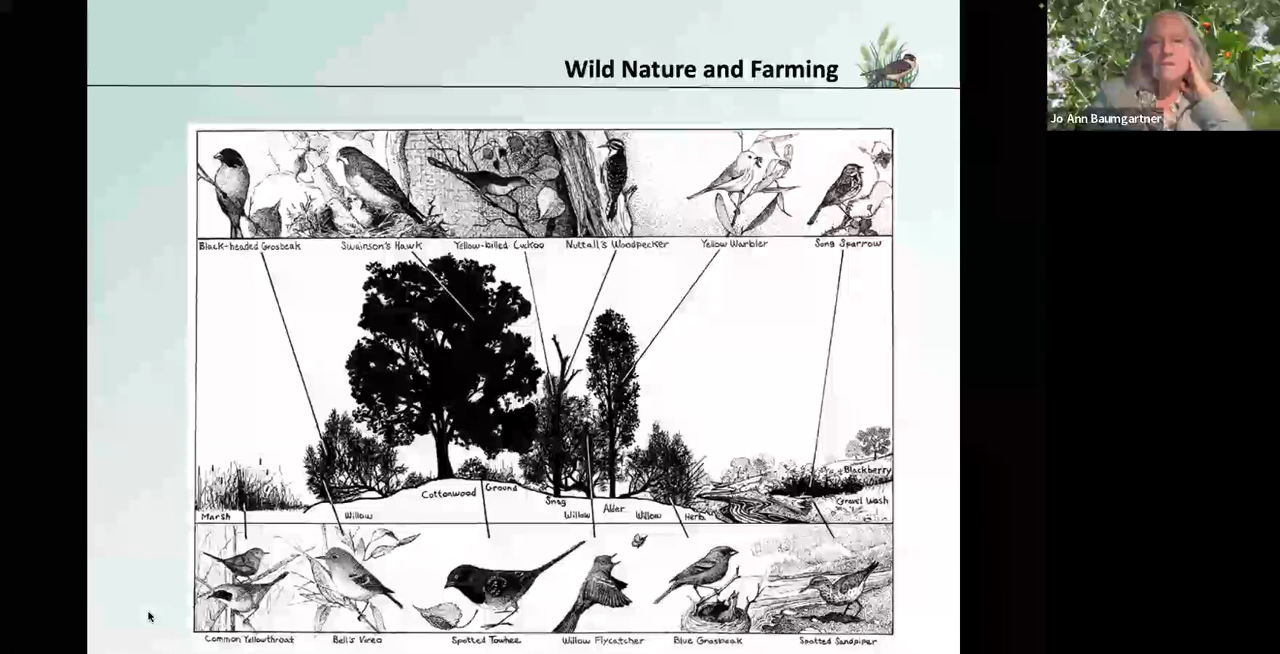 Wild Nature and Farming
Jo Ann Baumgartner
Black-headed Grosbeak
Swainson's Hawk
Yellow-billed Cuckoo
Nuttall's Woodpecker
Yellow Warbler
Song Sparrow
Blackberry
Cottonwood
Ground
Snag
Gravel Wash
Marsh
Willow
Willow
Alder
Willow
Herb
Common Yellowthroat
Bell's Vireo
Spotted Towhee
Willow Flycatcher
Blue Grosbeak
Spotted Sandpiper